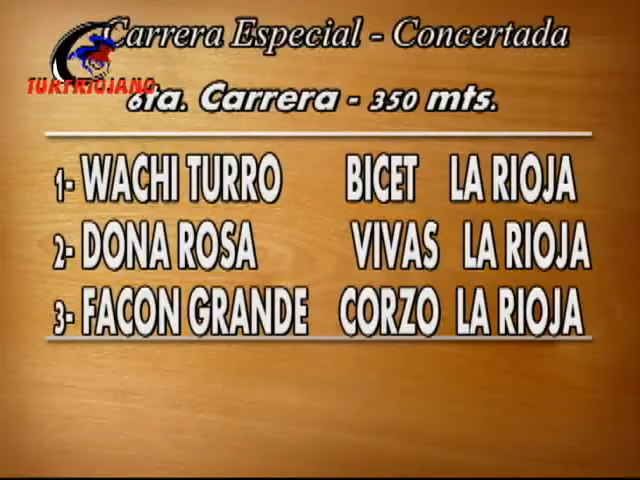 Carrera Especial - Concertada
TURFRIOJANO
6ta. Carrera - 350 mts.
1- WACHI TURRO BICET LA RIOJA
2- DONA ROSA VIVAS LA RIOJA
3- FACON GRANDE CORZO LA RIOJA